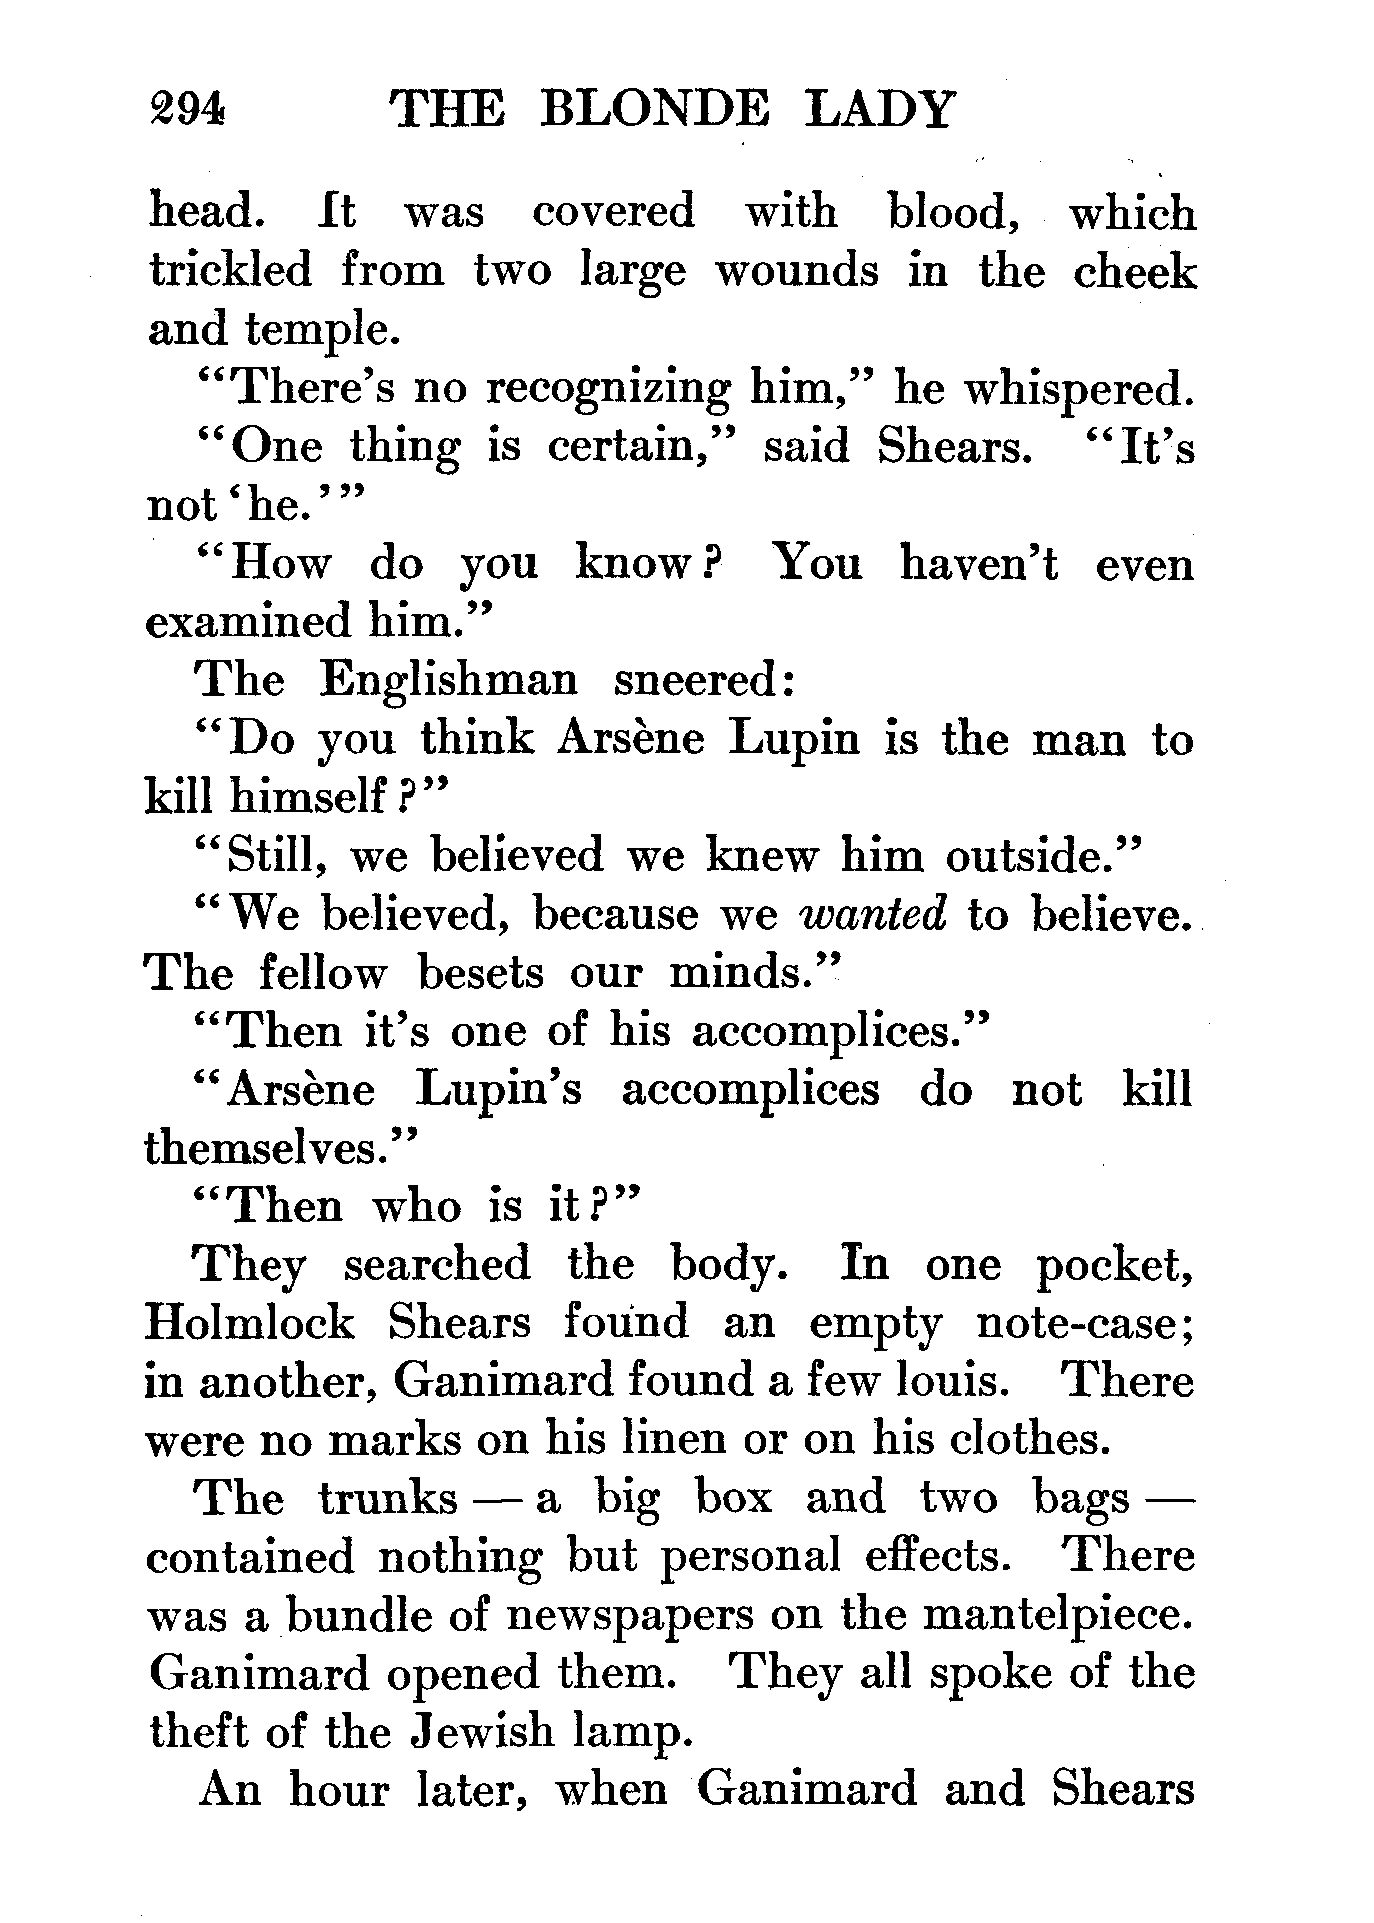 294 THE BLONDE LADY
head. It was covered with blood, which
trickled from two large wounds in the cheek
and temple.
“There’s no recognizing him,” he whispered.
“One thing is certain,” said Shears. “It’s
not ‘he.’”
“How do you know? You haven’t even
examined him.”
The Englishman sneered:
“Do you think Arsène Lupin is the man to
kill himself?”
“Still, we believed we knew him outside.”
“We believed, because we wanted to believe.
The fellow besets our minds.”
“Then it’s one of his accomplices.”
“Arsène Lupin’s accomplices do not kill
themselves.”
“Then who is it?”
They searched the body. In one pocket,
Holmlock Shears found an empty note-case;
in another, Ganimard found a few louis. There
were no marks on his linen or on his clothes.
The trunks — a big box and two bags —
contained nothing but personal effects. There
was a bundle of newspapers on the mantelpiece.
Ganimard opened them. They all spoke of the
theft of the Jewish lamp.
An hour later, when Ganimard and Shears